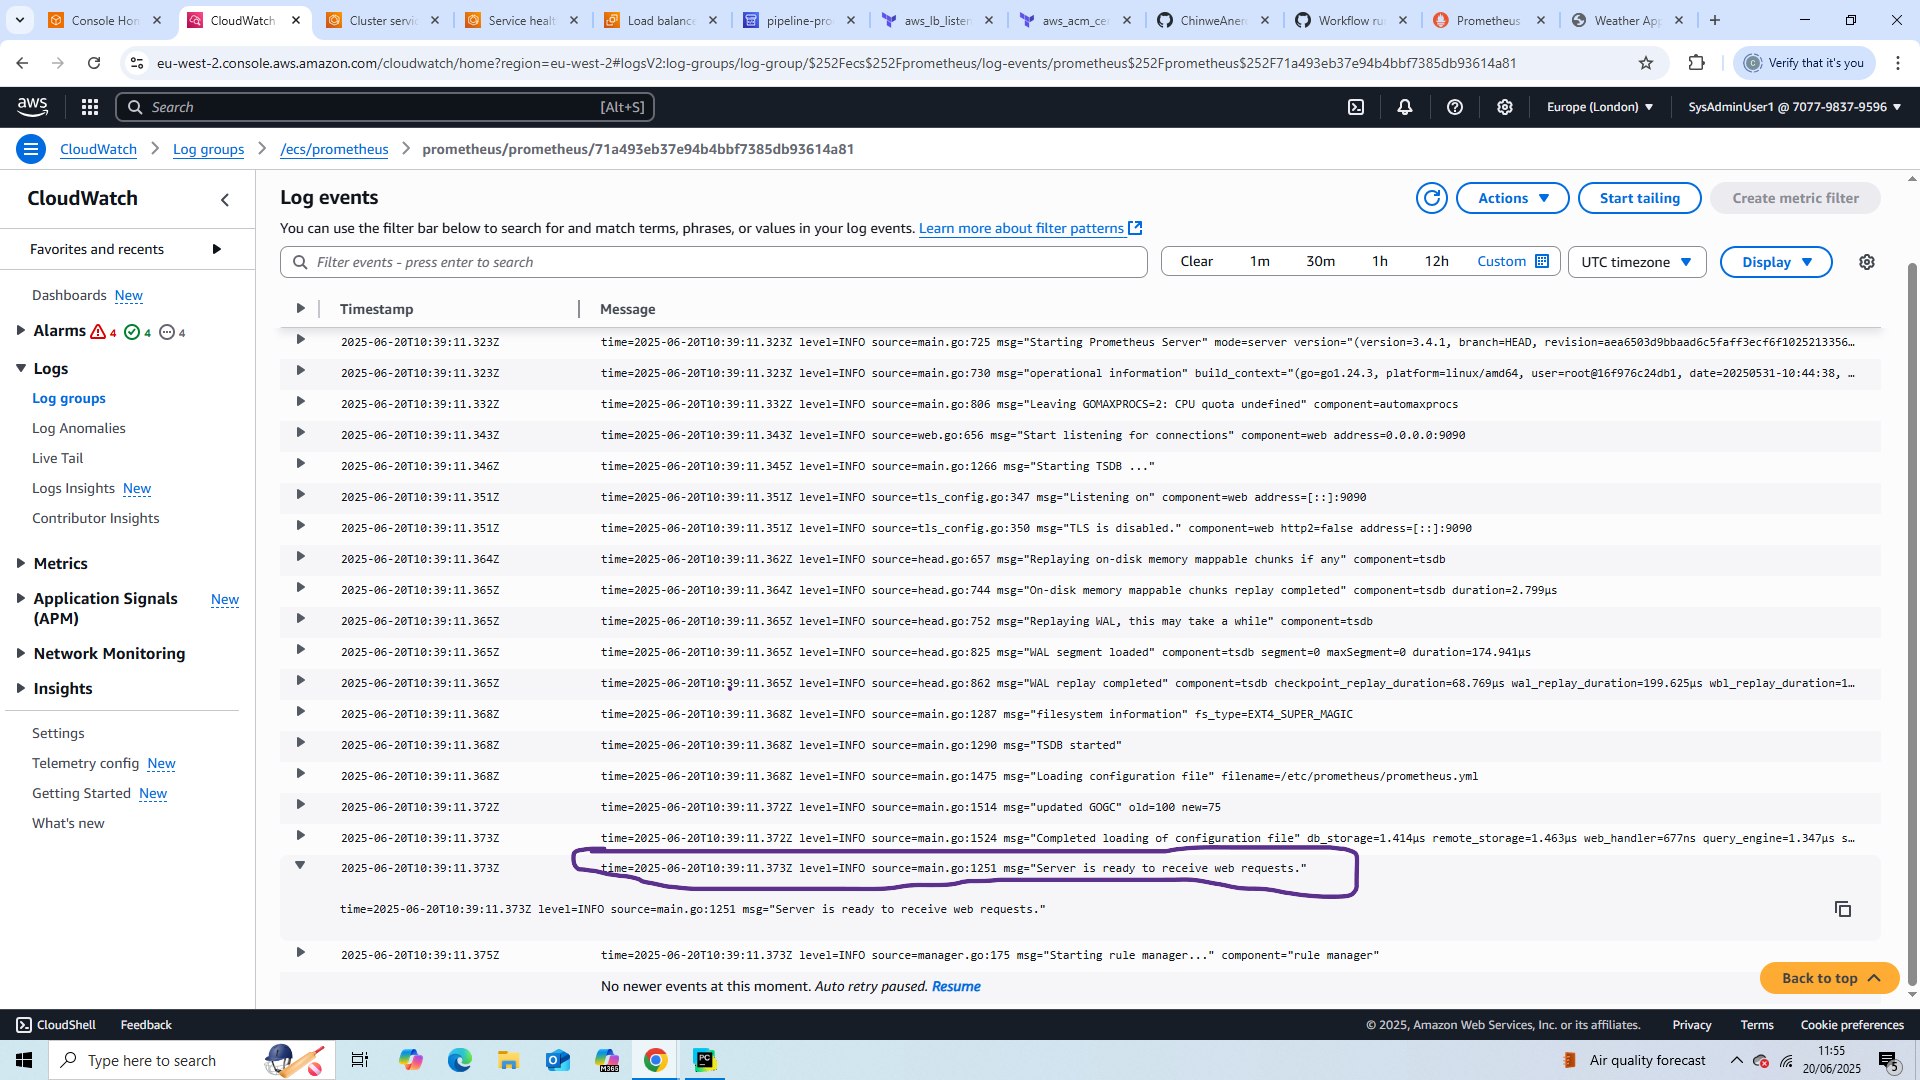 Console Hom
CloudWatch
Cluster servic
Service healt
Load balance
pipeline-pro
aws_lb_listen
aws_acm_cer
ChinweAnen
Workflow ru
Prometheus
Weather App
eu-west-2.console.aws.amazon.com/cloudwatch/home?region=eu-west-2#logsV2:log-groups/log-group/$252Fecs$252Fprometheus/log-events/prometheus$252Fprometheus$252F71a493eb37e94b4bbf7385db93614a81
Verify that it's you
aws
Search [Alt+S]
Europe (London)
SysAdminUser1 @ 7077-9837-9596
CloudWatch
Log groups
/ecs/prometheus
prometheus/prometheus/71a493eb37e94b4bbf7385db93614a81
CloudWatch
Favorites and recents
Dashboards New
Alarms 4 4 4
Logs
Log groups
Log Anomalies
Live Tail
Logs Insights New
Contributor Insights
Metrics
Application Signals New
(APM)
Network Monitoring
Insights
Settings
Telemetry config New
Getting Started New
What's new
Log events
Actions
Start tailing
Create metric filter
You can use the filter bar below to search for and match terms, phrases, or values in your log events. Learn more about filter patterns
Filter events - press enter to search
Clear 1m 30m 1h 12h Custom
UTC timezone
Display
Timestamp Message
2025-06-20T10:39:11.323Z time=2025-06-20T10:39:11.323Z level=INFO source=main.go:725 msg="Starting Prometheus Server" mode=server version="(version=3.4.1, branch=HEAD, revision=aea6503d9bbaad6c5faff3ecf6f1025213356…
2025-06-20T10:39:11.323Z time=2025-06-20T10:39:11.323Z level=INFO source=main.go:730 msg="operational information" build_context="(go=go1.24.3, platform=linux/amd64, user=root@16f976c24db1, date=20250531-10:44:38, …
2025-06-20T10:39:11.332Z time=2025-06-20T10:39:11.332Z level=INFO source=main.go:806 msg="Leaving GOMAXPROCS=2: CPU quota undefined" component=automaxprocs
2025-06-20T10:39:11.343Z time=2025-06-20T10:39:11.343Z level=INFO source=web.go:656 msg="Start listening for connections" component=web address=0.0.0.0:9090
2025-06-20T10:39:11.346Z time=2025-06-20T10:39:11.345Z level=INFO source=main.go:1266 msg="Starting TSDB ..."
2025-06-20T10:39:11.351Z time=2025-06-20T10:39:11.351Z level=INFO source=tls_config.go:347 msg="Listening on" component=web address=[::]:9090
2025-06-20T10:39:11.351Z time=2025-06-20T10:39:11.351Z level=INFO source=tls_config.go:350 msg="TLS is disabled." component=web http2=false address=[::]:9090
2025-06-20T10:39:11.364Z time=2025-06-20T10:39:11.362Z level=INFO source=head.go:657 msg="Replaying on-disk memory mappable chunks if any" component=tsdb
2025-06-20T10:39:11.365Z time=2025-06-20T10:39:11.364Z level=INFO source=head.go:744 msg="On-disk memory mappable chunks replay completed" component=tsdb duration=2.799µs
2025-06-20T10:39:11.365Z time=2025-06-20T10:39:11.365Z level=INFO source=head.go:752 msg="Replaying WAL, this may take a while" component=tsdb
2025-06-20T10:39:11.365Z time=2025-06-20T10:39:11.365Z level=INFO source=head.go:825 msg="WAL segment loaded" component=tsdb segment=0 maxSegment=0 duration=174.941µs
2025-06-20T10:39:11.365Z time=2025-06-20T10:39:11.365Z level=INFO source=head.go:862 msg="WAL replay completed" component=tsdb checkpoint_replay_duration=68.769µs wal_replay_duration=199.625µs wbl_replay_duration=1…
2025-06-20T10:39:11.368Z time=2025-06-20T10:39:11.368Z level=INFO source=main.go:1287 msg="filesystem information" fs_type=EXT4_SUPER_MAGIC
2025-06-20T10:39:11.368Z time=2025-06-20T10:39:11.368Z level=INFO source=main.go:1290 msg="TSDB started"
2025-06-20T10:39:11.368Z time=2025-06-20T10:39:11.368Z level=INFO source=main.go:1475 msg="Loading configuration file" filename=/etc/prometheus/prometheus.yml
2025-06-20T10:39:11.372Z time=2025-06-20T10:39:11.372Z level=INFO source=main.go:1514 msg="updated GOGC" old=100 new=75
2025-06-20T10:39:11.373Z time=2025-06-20T10:39:11.372Z level=INFO source=main.go:1524 msg="Completed loading of configuration file" db_storage=1.414µs remote_storage=1.463µs web_handler=677ns query_engine=1.347µs s…
2025-06-20T10:39:11.373Z time=2025-06-20T10:39:11.373Z level=INFO source=main.go:1251 msg="Server is ready to receive web requests."
time=2025-06-20T10:39:11.373Z level=INFO source=main.go:1251 msg="Server is ready to receive web requests."
2025-06-20T10:39:11.375Z time=2025-06-20T10:39:11.373Z level=INFO source=manager.go:175 msg="Starting rule manager..." component="rule manager"
No newer events at this moment. Auto retry paused. Resume
Back to top
CloudShell Feedback
© 2025, Amazon Web Services, Inc. or its affiliates. Privacy Terms Cookie preferences
Type here to search
M365
PC
Air quality forecast
11:55
20/06/2025
5